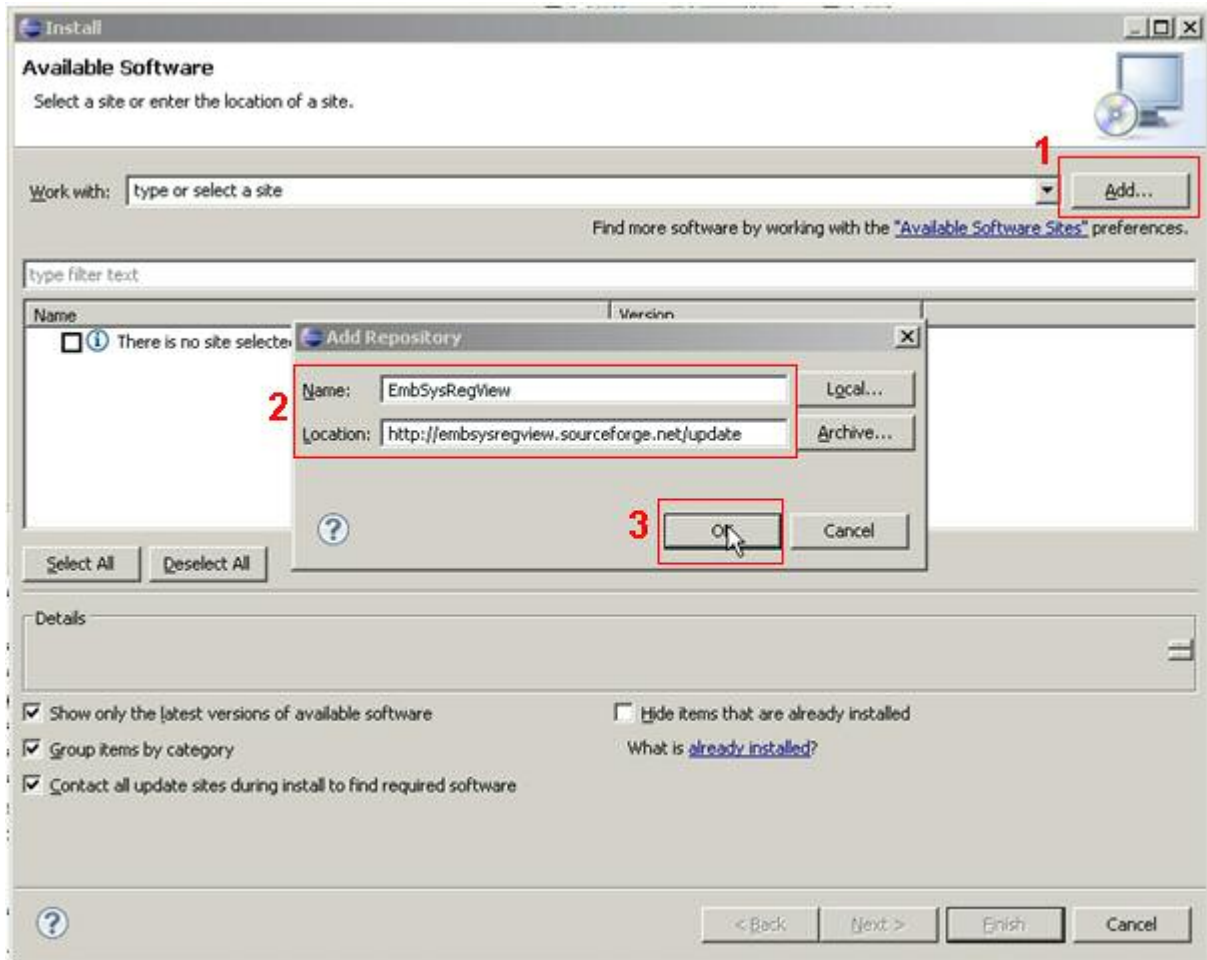 Install
Available Software
Select a site or enter the location of a site.
1
Work with: type or select a site Add...
Find more software by working with the "Available Software Sites" preferences.
type filter text
Name Version
There is no site selected
Add Repository
2
Name: EmbSysRegView Local...
Location: http://embsysregview.sourceforge.net/update Archive...
3
Cancel
Select All Deselect All
Details
Show only the latest versions of available software Hide items that are already installed
Group items by category What is already installed?
Contact all update sites during install to find required software
< Back Next > Finish Cancel